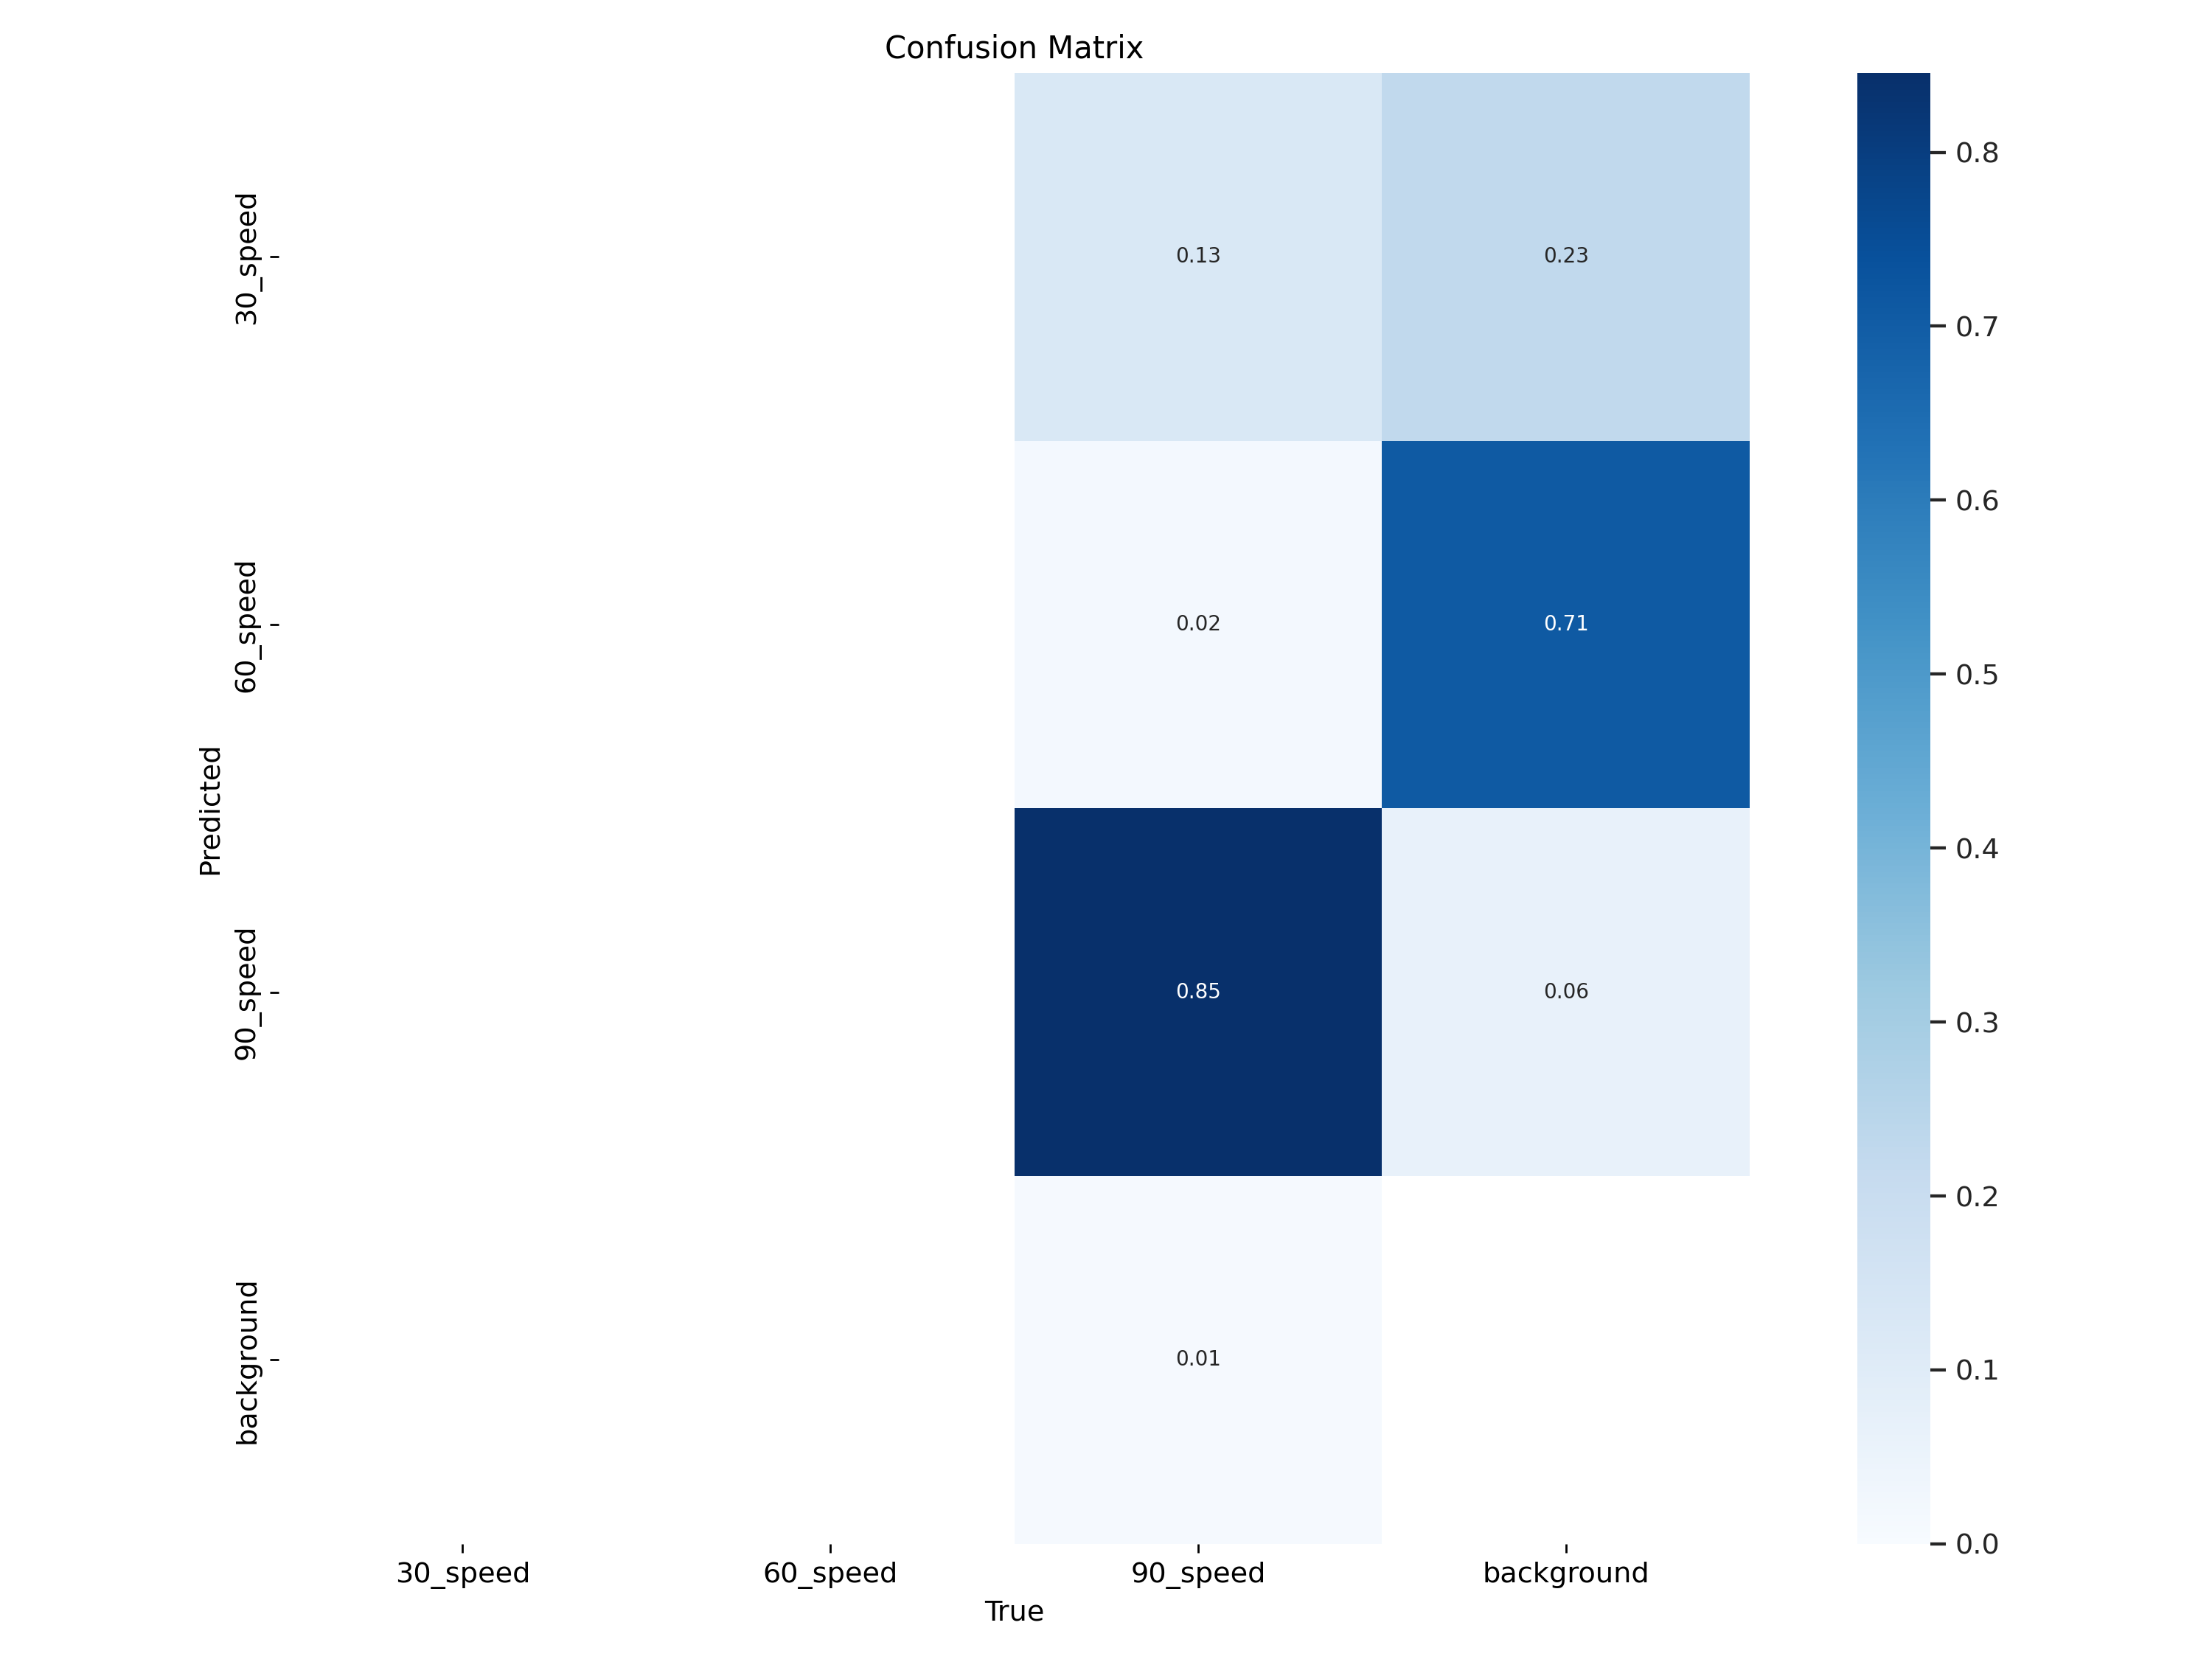 Confusion Matrix
30_speed
60_speed
90_speed
background
Predicted
0.13
0.23
0.02
0.71
0.85
0.06
0.01
30_speed
60_speed
90_speed
background
True
0.8
0.7
0.6
0.5
0.4
0.3
0.2
0.1
0.0